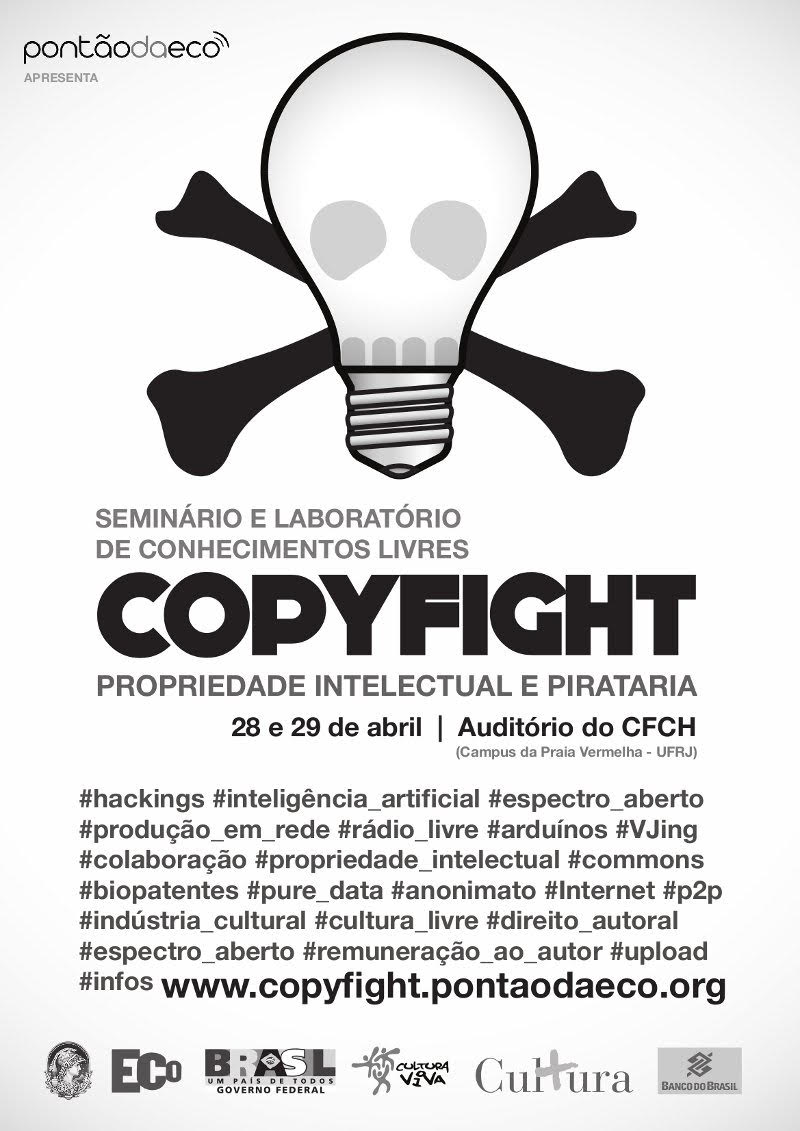 pontãodaeco
APRESENTA
SEMINÁRIO E LABORATÓRIO
DE CONHECIMENTOS LIVRES
COPYFIGHT
PROPRIEDADE INTELECTUAL E PIRATARIA
28 e 29 de abril | Auditório do CFCH
(Campus da Praia Vermelha - UFRJ)
#hackings #inteligência_artificial #espectro_aberto
#produção_em_rede #rádio_livre #arduínos #VJing
#colaboração #propriedade_intelectual #commons
#biopatentes #pure_data #anonimato #Internet #p2p
#indústria_cultural #cultura_livre #direito_autoral
#espectro_aberto #remuneração_ao_autor #upload
#infos www.copyfight.pontaodaeco.org
ECo
BRASIL
UM PAÍS DE TODOS
GOVERNO FEDERAL
CULTURA
VIVA
Cultura
BANCO DO BRASIL